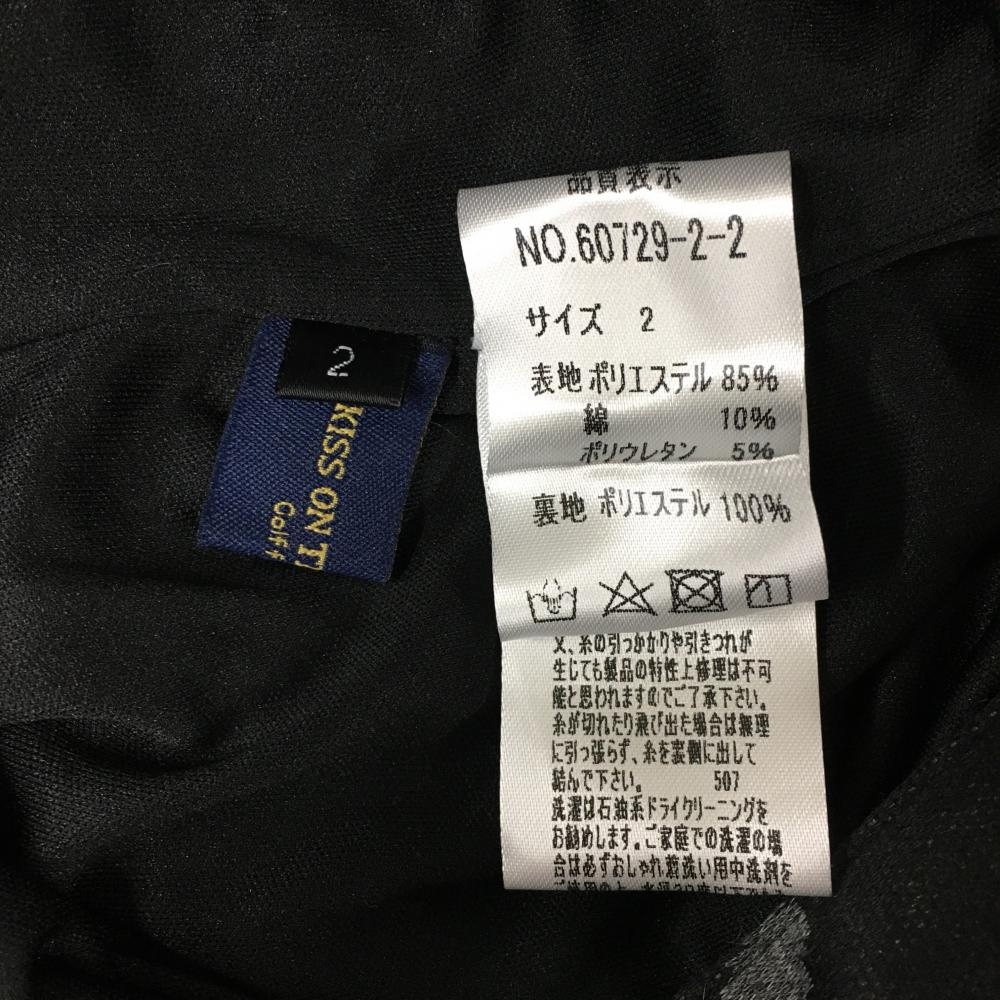 品質表示
NO.60729-2-2
サイズ 2
表地 ポリエステル 85%
綿 10%
ポリウレタン 5%
裏地 ポリエステル 100%
又、糸の引っかかりや引きつれが
生じても製品の特性上修理は不可
能と思われますのでご了承下さい。
糸が切れたり飛び出た場合は無理
に引っ張らず、糸を裏側に出して
結んで下さい。 507
洗濯は石油系ドライクリーニングを
お勧めします。ご家庭での洗濯の場
合は必ずおしゃれ着洗い用中洗剤を
2
KISS ON
Golf